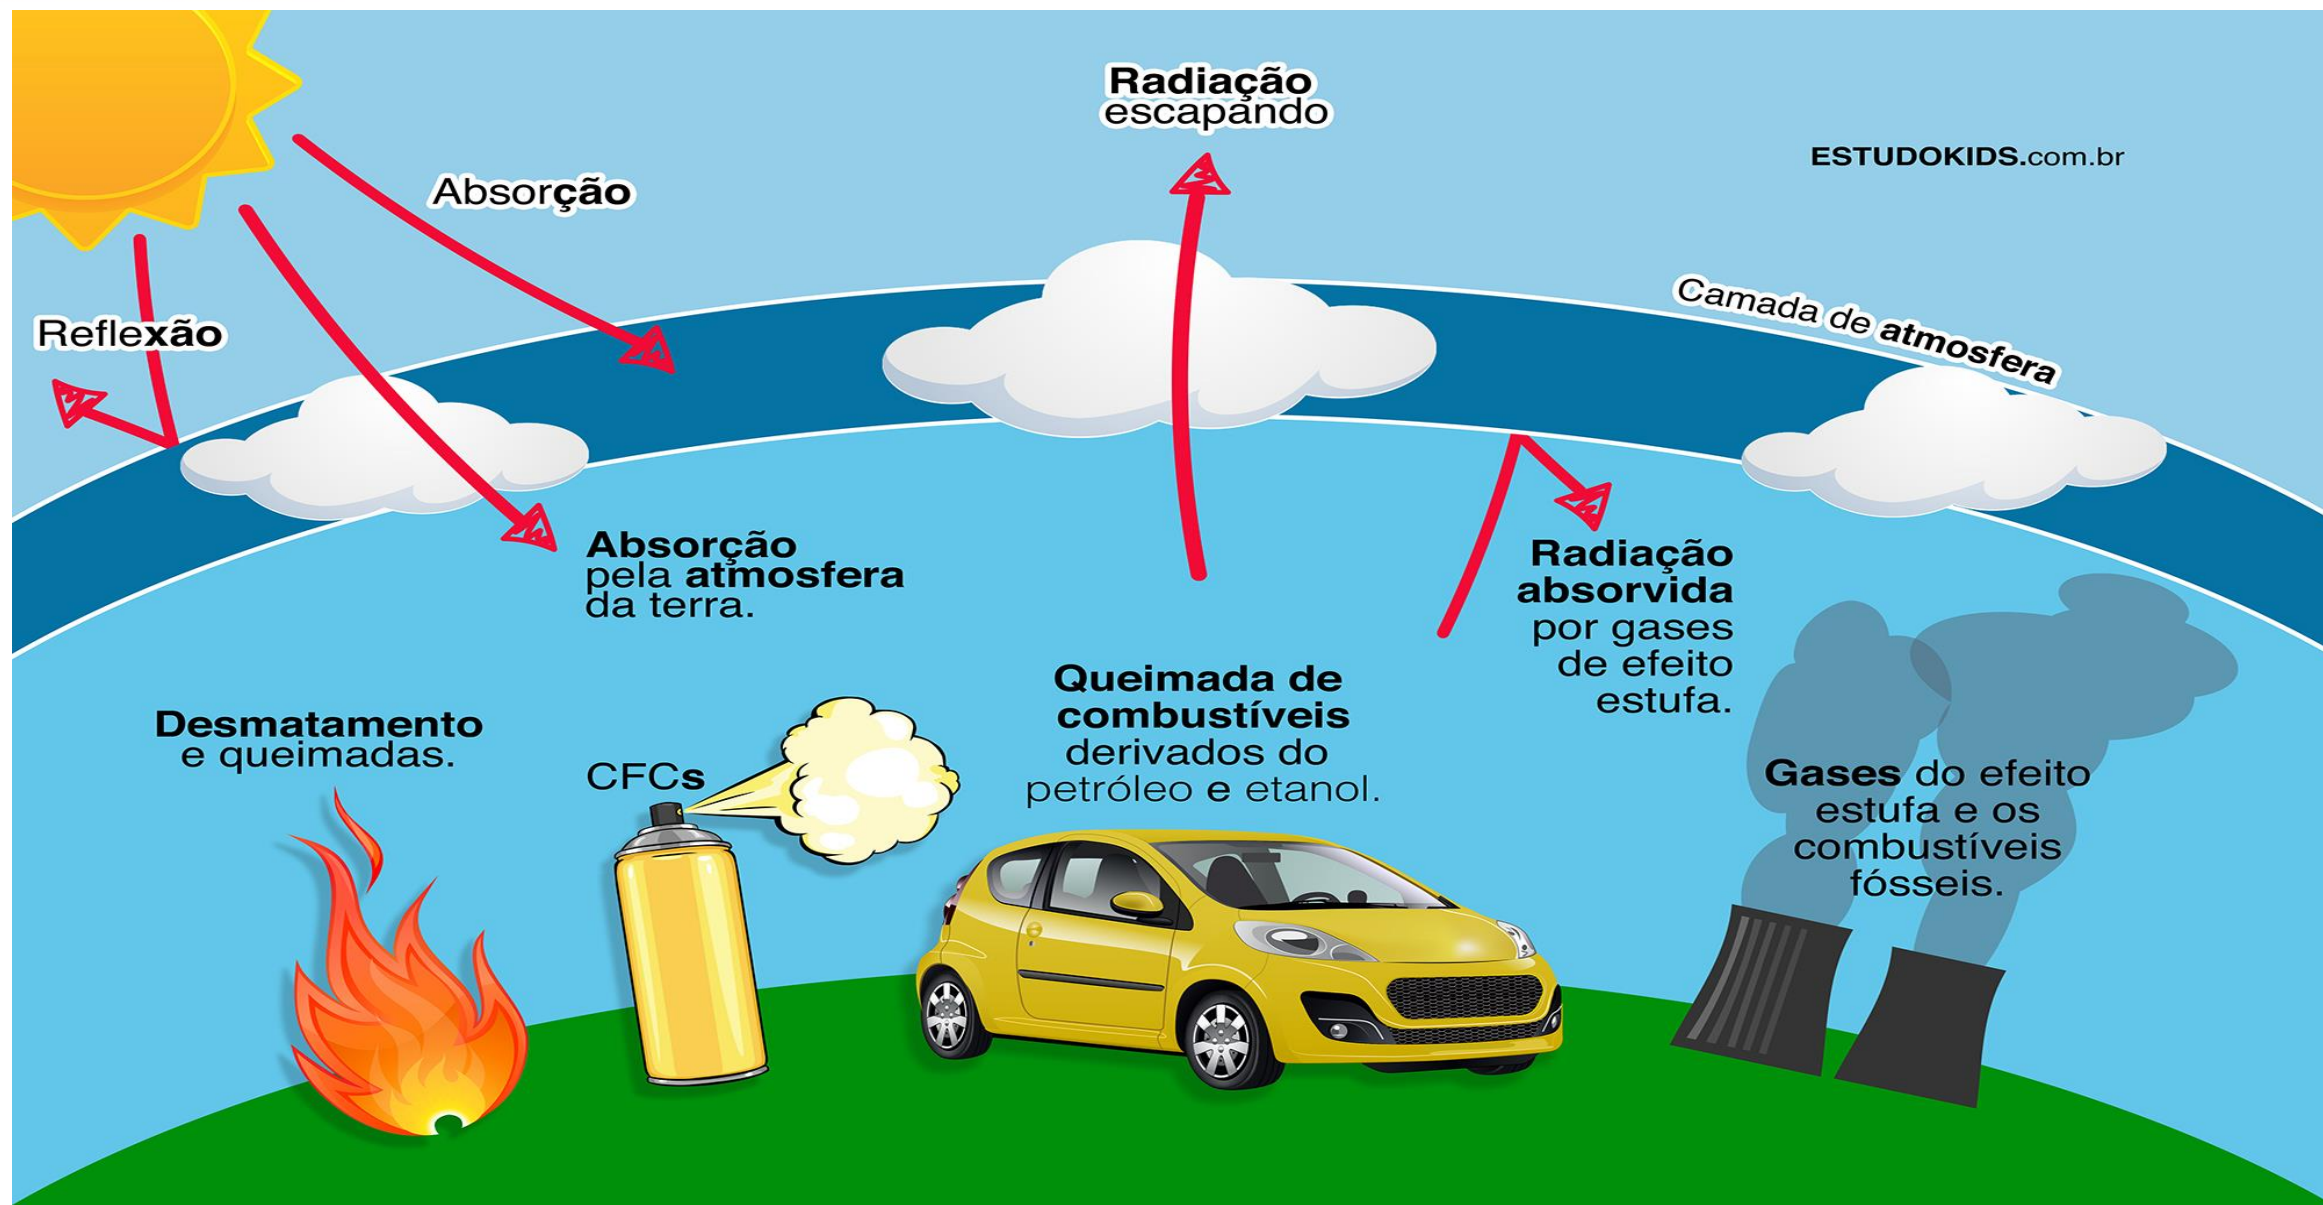 Radiação
escapando
ESTUDOKIDS.com.br
Absorção
Reflexão
Camada de atmosfera
Absorção
pela atmosfera
da terra.
Radiação
absorvida
por gases
de efeito
estufa.
Desmatamento
e queimadas.
CFCs
Queimada de
combustíveis
derivados do
petróleo e etanol.
Gases do efeito
estufa e os
combustíveis
fósseis.